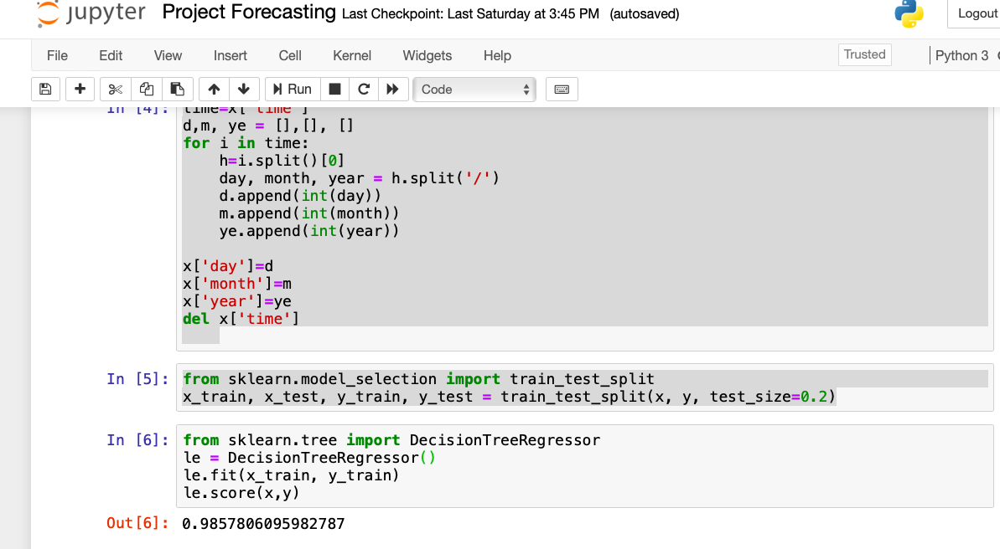 jupyter Project Forecasting Last Checkpoint: Last Saturday at 3:45 PM (autosaved)
Logout
File Edit View Insert Cell Kernel Widgets Help
Trusted
Python 3
Run
Code
In [4]: time=x['time']
d,m, ye = [],[], []
for i in time:
    h=i.split()[0]
    day, month, year = h.split('/')
    d.append(int(day))
    m.append(int(month))
    ye.append(int(year))
x['day']=d
x['month']=m
x['year']=ye
del x['time']
In [5]: from sklearn.model_selection import train_test_split
x_train, x_test, y_train, y_test = train_test_split(x, y, test_size=0.2)
In [6]: from sklearn.tree import DecisionTreeRegressor
le = DecisionTreeRegressor()
le.fit(x_train, y_train)
le.score(x,y)
Out[6]: 0.9857806095982787